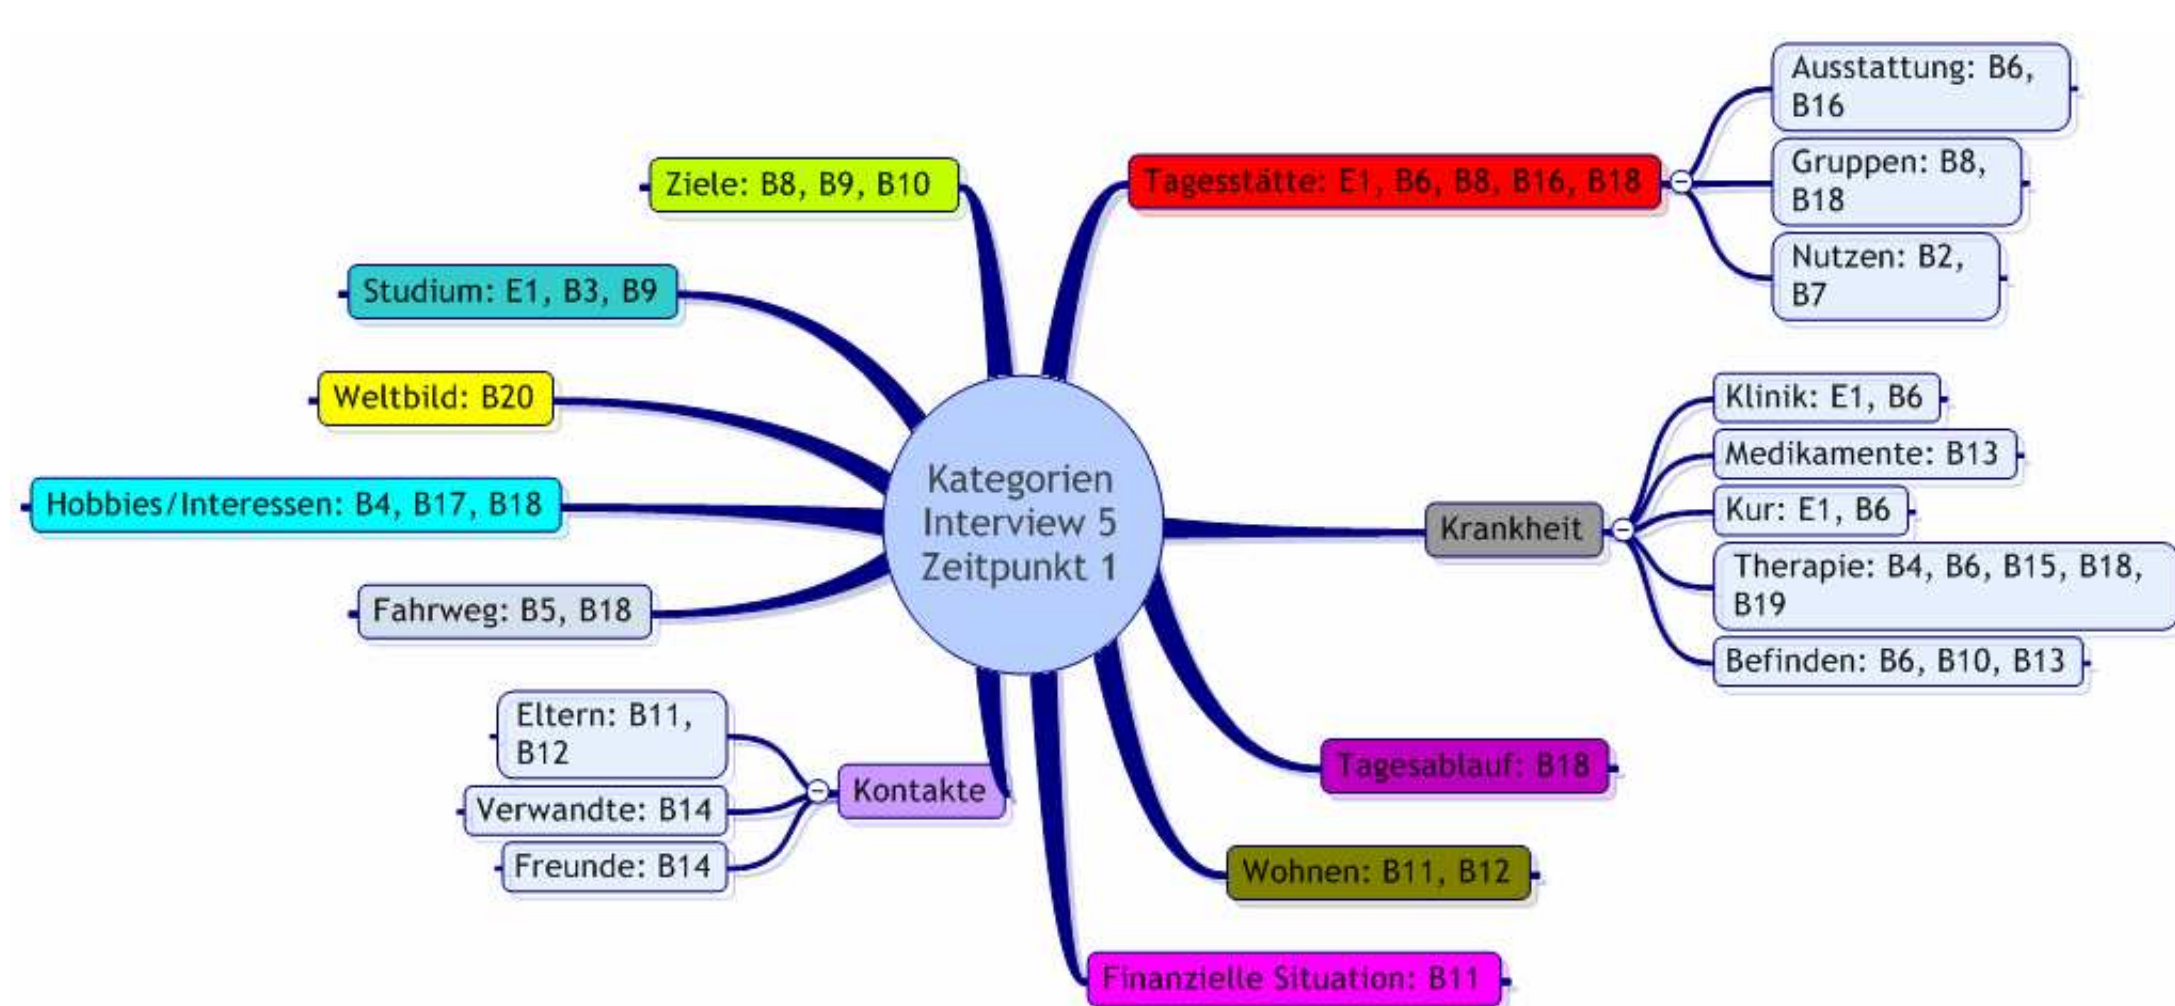 Kategorien
Interview 5
Zeitpunkt 1
Tagesstätte: E1, B6, B8, B16, B18
Ausstattung: B6,
B16
Gruppen: B8,
B18
Nutzen: B2,
B7
Krankheit
Klinik: E1, B6
Medikamente: B13
Kur: E1, B6
Therapie: B4, B6, B15, B18,
B19
Befinden: B6, B10, B13
Tagesablauf: B18
Wohnen: B11, B12
Finanzielle Situation: B11
Kontakte
Eltern: B11,
B12
Verwandte: B14
Freunde: B14
Fahrweg: B5, B18
Hobbies/Interessen: B4, B17, B18
Weltbild: B20
Studium: E1, B3, B9
Ziele: B8, B9, B10